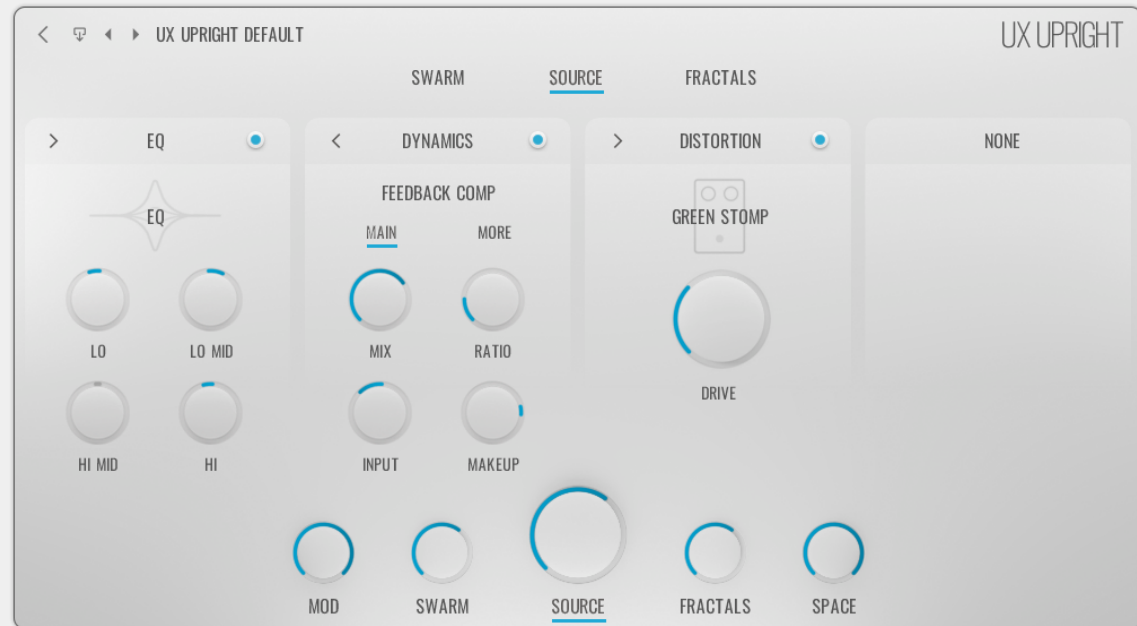 UX UPRIGHT DEFAULT
UX UPRIGHT
SWARM SOURCE FRACTALS
EQ DYNAMICS DISTORTION NONE
EQ
FEEDBACK COMP
MAIN MORE
GREEN STOMP
LO LO MID
MIX RATIO
DRIVE
HI MID HI
INPUT MAKEUP
MOD SWARM SOURCE FRACTALS SPACE